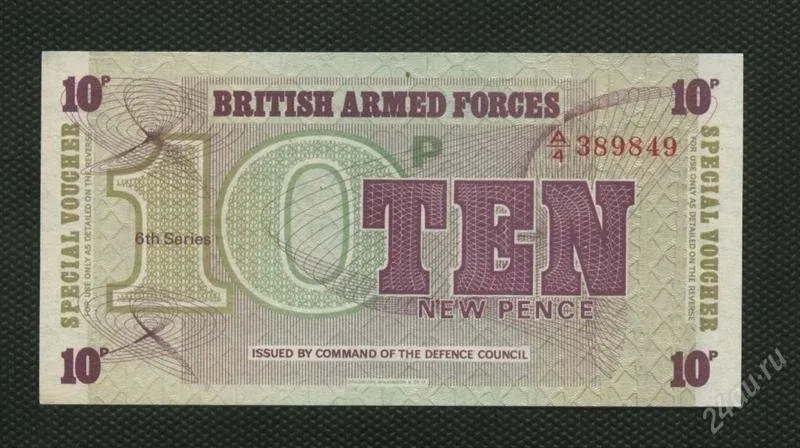 10P
10P
BRITISH ARMED FORCES
A/4 389849
SPECIAL VOUCHER
FOR USE ONLY AS DETAILED ON THE REVERSE
10P
6th Series
TEN
NEW PENCE
SPECIAL VOUCHER
FOR USE ONLY AS DETAILED ON THE REVERSE
ISSUED BY COMMAND OF THE DEFENCE COUNCIL
10P
10P
24au.ru